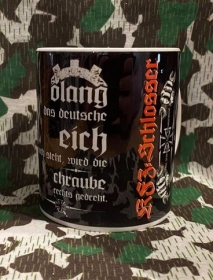 olang
das deutsche
eich
steht, wird die
chraube
rechts gedreht.
KFZ-Schlosser